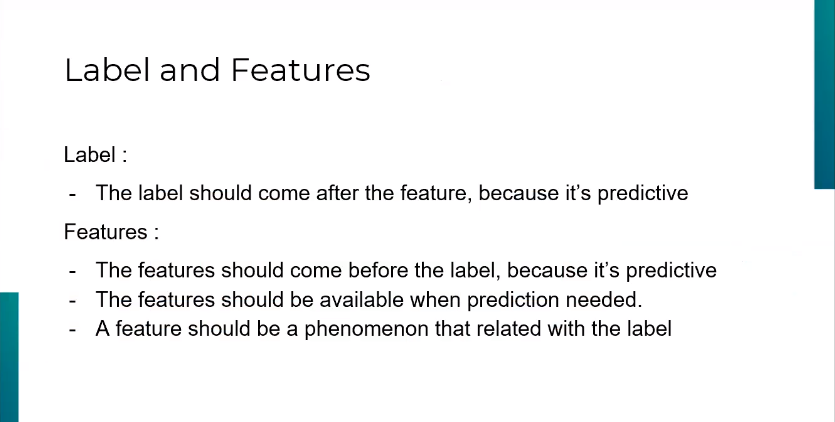 Label and Features
Label :
- The label should come after the feature, because it’s predictive
Features :
- The features should come before the label, because it’s predictive
- The features should be available when prediction needed.
- A feature should be a phenomenon that related with the label